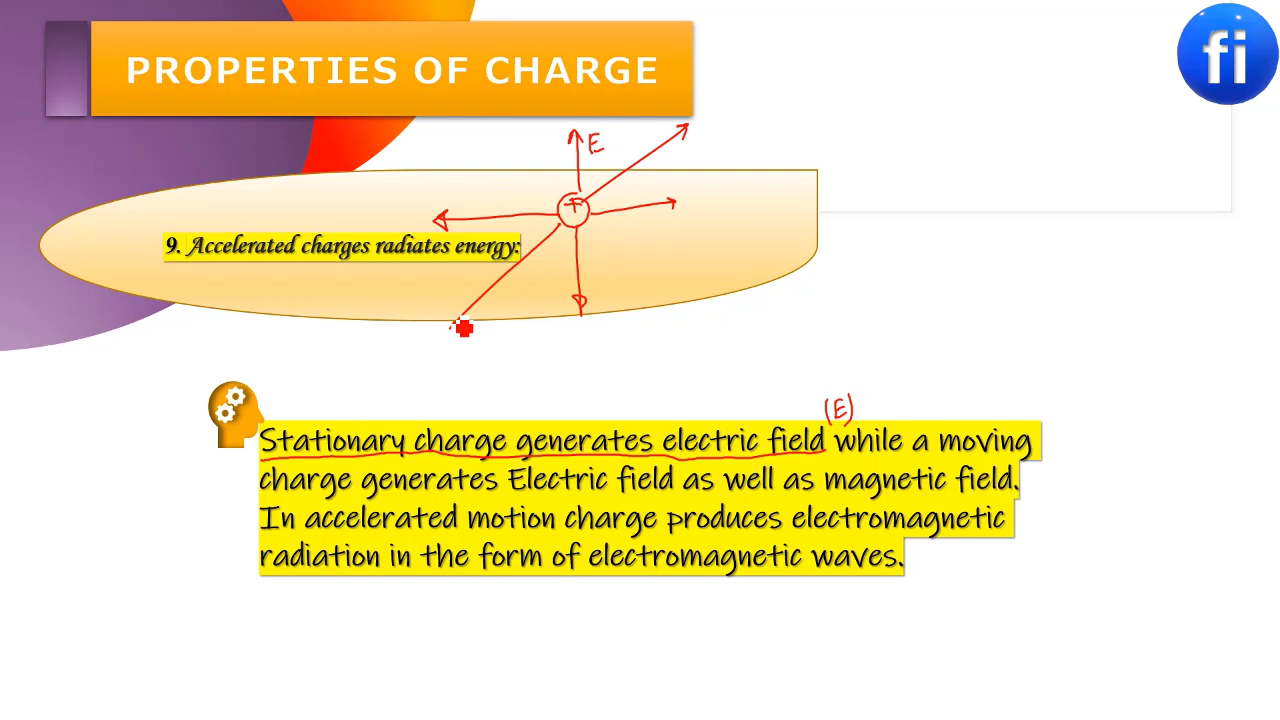 PROPERTIES OF CHARGE
fi
E
+
9. Accelerated charges radiates energy:
(E)
Stationary charge generates electric field while a moving
charge generates Electric field as well as magnetic field.
In accelerated motion charge produces electromagnetic
radiation in the form of electromagnetic waves.